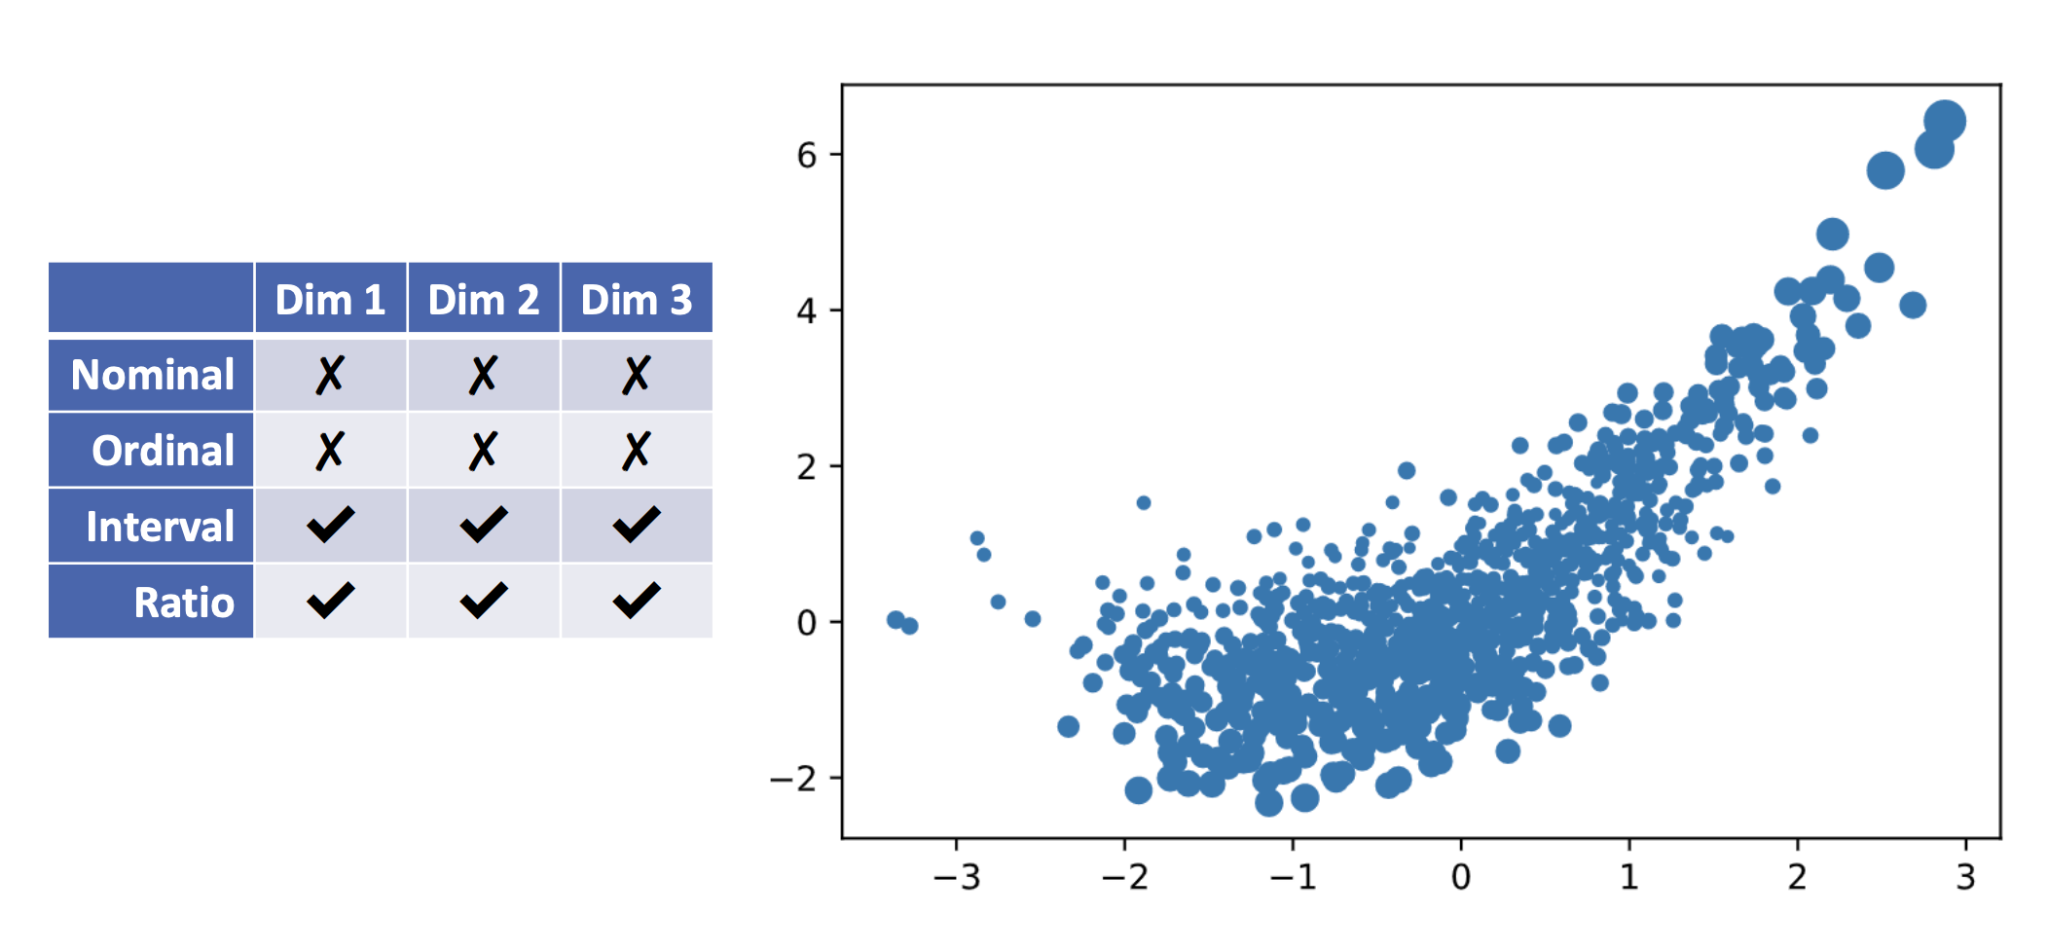 Dim 1 Dim 2 Dim 3
Nominal ✗ ✗ ✗
Ordinal ✗ ✗ ✗
Interval ✔ ✔ ✔
Ratio ✔ ✔ ✔
6
4
2
0
−2
−3 −2 −1 0 1 2 3